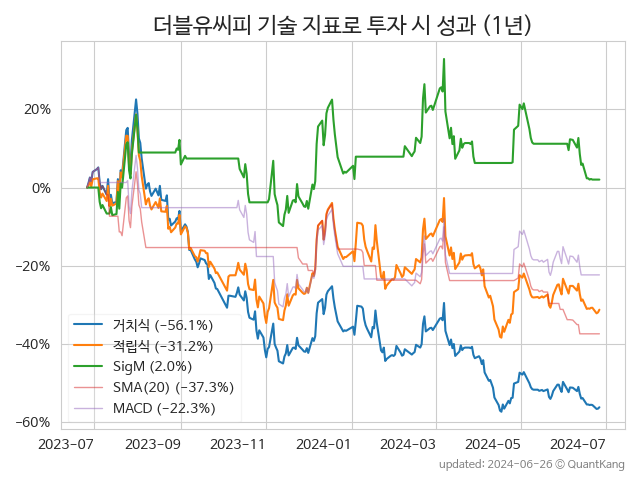 더블유씨피 기술 지표로 투자 시 성과 (1년)
20%
0%
−20%
−40%
−60%
거치식 (−56.1%)
적립식 (−31.2%)
SigM (2.0%)
SMA(20) (−37.3%)
MACD (−22.3%)
2023-07 2023-09 2023-11 2024-01 2024-03 2024-05 2024-07
updated: 2024-06-26 ⓒ QuantKang